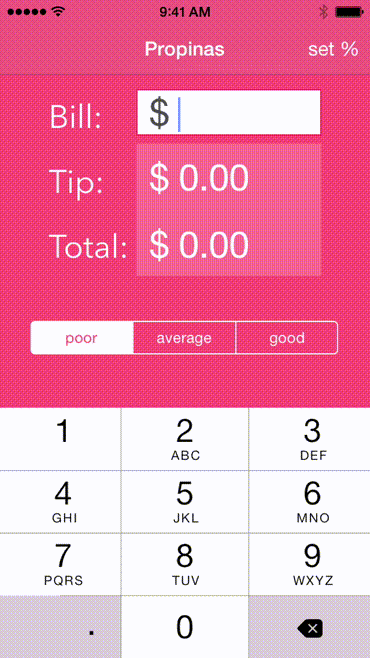 9:41 AM
Propinas set %
Bill: $
Tip: $ 0.00
Total: $ 0.00
poor average good
1 2 3
ABC DEF
4 5 6
GHI JKL MNO
7 8 9
PQRS TUV WXYZ
. 0